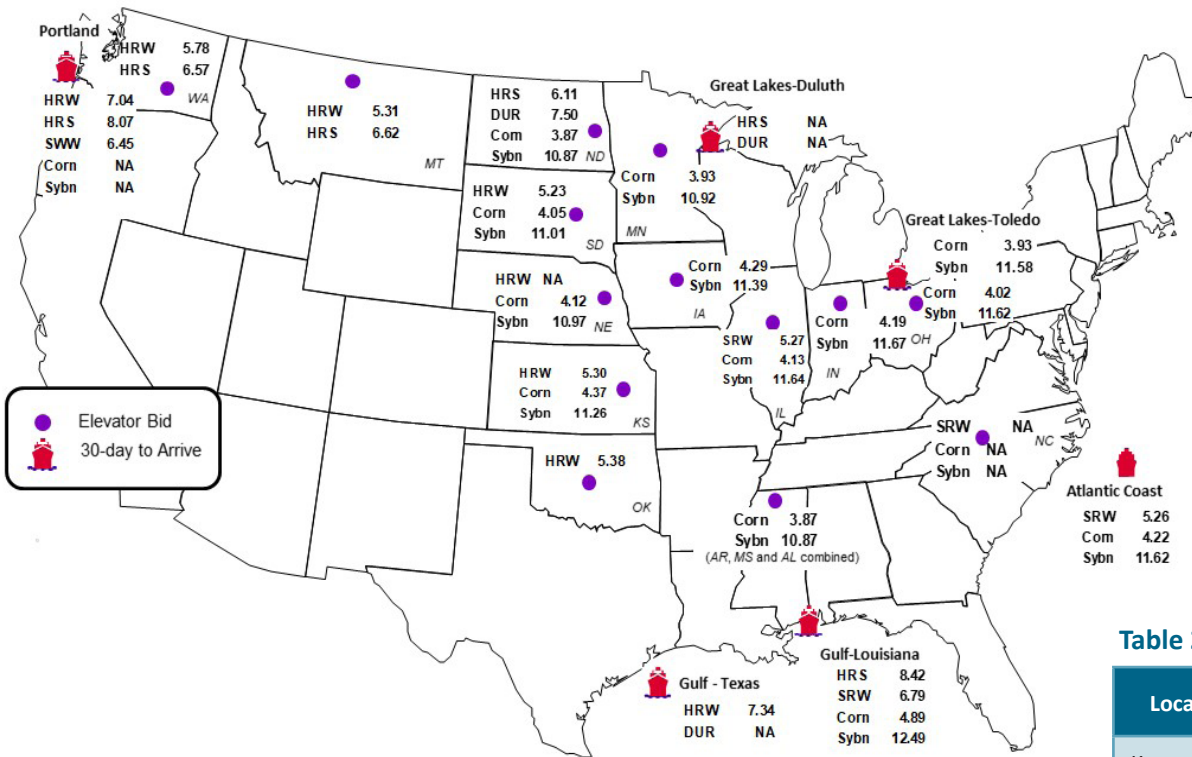 Portland
HRW 5.78
HRS 6.57
WA
HRW 7.04
HRS 8.07
SWW 6.45
Corn NA
Sybn NA
HRW 5.31
HRS 6.62
MT
HRS 6.11
DUR 7.50
Corn 3.87
Sybn 10.87 ND
Great Lakes-Duluth
HRS NA
DUR NA
Corn 3.93
Sybn 10.92
MN
HRW 5.23
Corn 4.05
Sybn 11.01
SD
Great Lakes-Toledo
Corn 3.93
Sybn 11.58
Corn 4.02
Sybn 11.62
OH
HRW NA
Corn 4.12
Sybn 10.97 NE
Corn 4.29
Sybn 11.39
IA
SRW 5.27
Corn 4.13
Sybn 11.64
IL
Corn 4.19
Sybn 11.67
IN
HRW 5.30
Corn 4.37
Sybn 11.26
KS
Elevator Bid
30-day to Arrive
HRW 5.38
OK
SRW NA
Corn NA
Sybn NA
NC
Corn 3.87
Sybn 10.87
(AR, MS and AL combined)
Atlantic Coast
SRW 5.26
Corn 4.22
Sybn 11.62
Gulf - Texas
HRW 7.34
DUR NA
Gulf-Louisiana
HRS 8.42
SRW 6.79
Corn 4.89
Sybn 12.49
Table
Loca